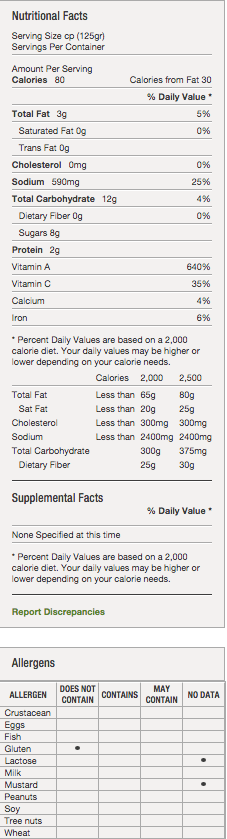 Nutritional Facts
Serving Size cp (125gr)
Servings Per Container
Amount Per Serving
Calories 80 Calories from Fat 30
% Daily Value *
Total Fat 3g 5%
Saturated Fat 0g 0%
Trans Fat 0g
Cholesterol 0mg 0%
Sodium 590mg 25%
Total Carbohydrate 12g 4%
Dietary Fiber 0g 0%
Sugars 8g
Protein 2g
Vitamin A 640%
Vitamin C 35%
Calcium 4%
Iron 6%
* Percent Daily Values are based on a 2,000
calorie diet. Your daily values may be higher or
lower depending on your calorie needs.
Calories 2,000 2,500
Total Fat Less than 65g 80g
Sat Fat Less than 20g 25g
Cholesterol Less than 300mg 300mg
Sodium Less than 2400mg 2400mg
Total Carbohydrate 300g 375mg
Dietary Fiber 25g 30g
Supplemental Facts
% Daily Value *
None Specified at this time
* Percent Daily Values are based on a 2,000
calorie diet. Your daily values may be higher or
lower depending on your calorie needs.
Report Discrepancies
Allergens
ALLERGEN DOES NOT CONTAIN CONTAINS MAY CONTAIN NO DATA
Crustacean
Eggs
Fish
Gluten •
Lactose •
Milk
Mustard •
Peanuts
Soy
Tree nuts
Wheat